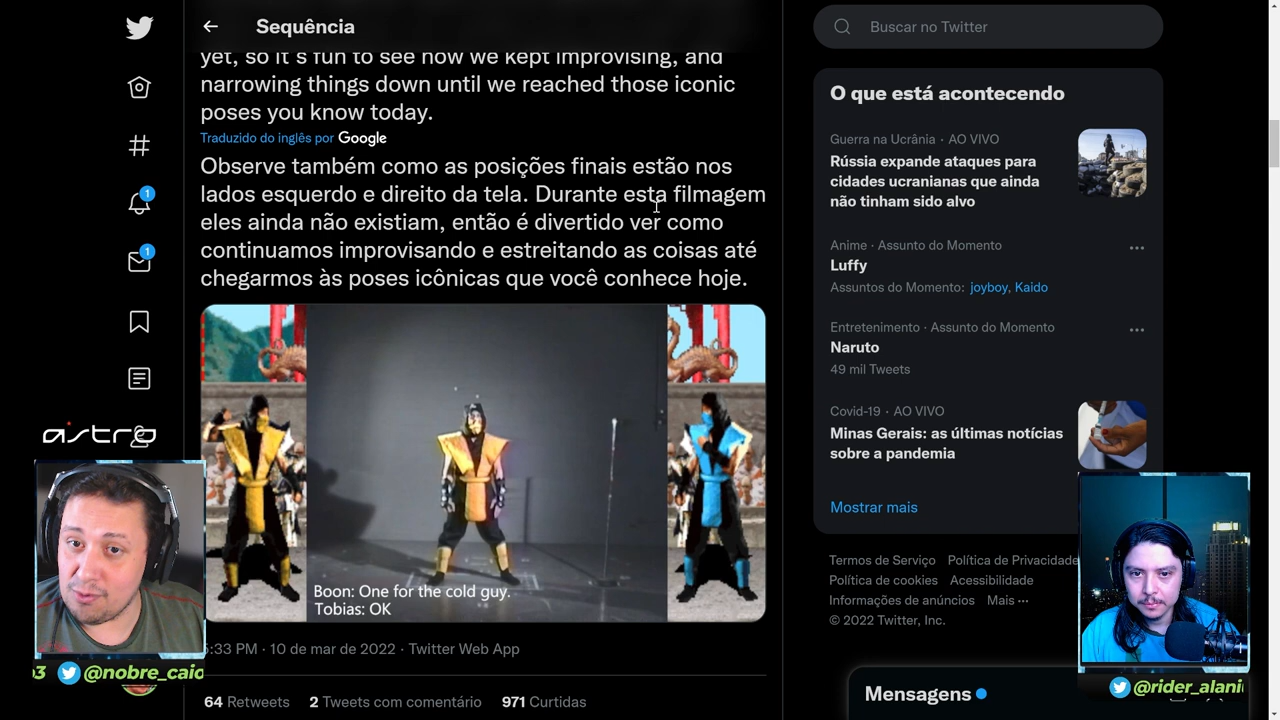 Sequência
yet, so it's fun to see how we kept improvising, and
narrowing things down until we reached those iconic
poses you know today.
Traduzido do inglês por Google
Observe também como as posições finais estão nos
lados esquerdo e direito da tela. Durante esta filmagem
eles ainda não existiam, então é divertido ver como
continuamos improvisando e estreitando as coisas até
chegarmos às poses icônicas que você conhece hoje.
Boon: One for the cold guy.
Tobias: OK
:33 PM · 10 de mar de 2022 · Twitter Web App
64 Retweets 2 Tweets com comentário 971 Curtidas
1
1
astro
3 @nobre_caio
Buscar no Twitter
O que está acontecendo
Guerra na Ucrânia · AO VIVO
Rússia expande ataques para
cidades ucranianas que ainda
não tinham sido alvo
Anime · Assunto do Momento
Luffy
Assuntos do Momento: joyboy, Kaido
Entretenimento · Assunto do Momento
Naruto
49 mil Tweets
Covid-19 · AO VIVO
Minas Gerais: as últimas notícias
sobre a pandemia
Mostrar mais
Termos de Serviço Política de Privacidade
Política de cookies Acessibilidade
Informações de anúncios Mais ···
© 2022 Twitter, Inc.
Mensagens
@rider_alani